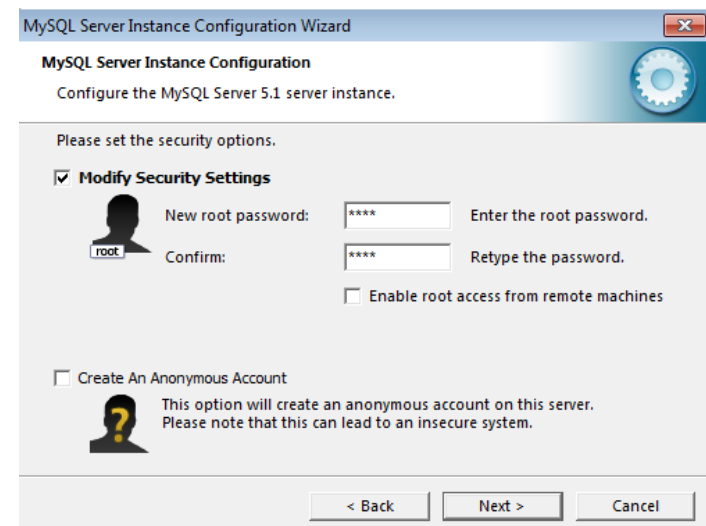 MySQL Server Instance Configuration Wizard
MySQL Server Instance Configuration
Configure the MySQL Server 5.1 server instance.
Please set the security options.
Modify Security Settings
root
New root password: **** Enter the root password.
Confirm: **** Retype the password.
Enable root access from remote machines
Create An Anonymous Account
This option will create an anonymous account on this server.
Please note that this can lead to an insecure system.
< Back Next > Cancel